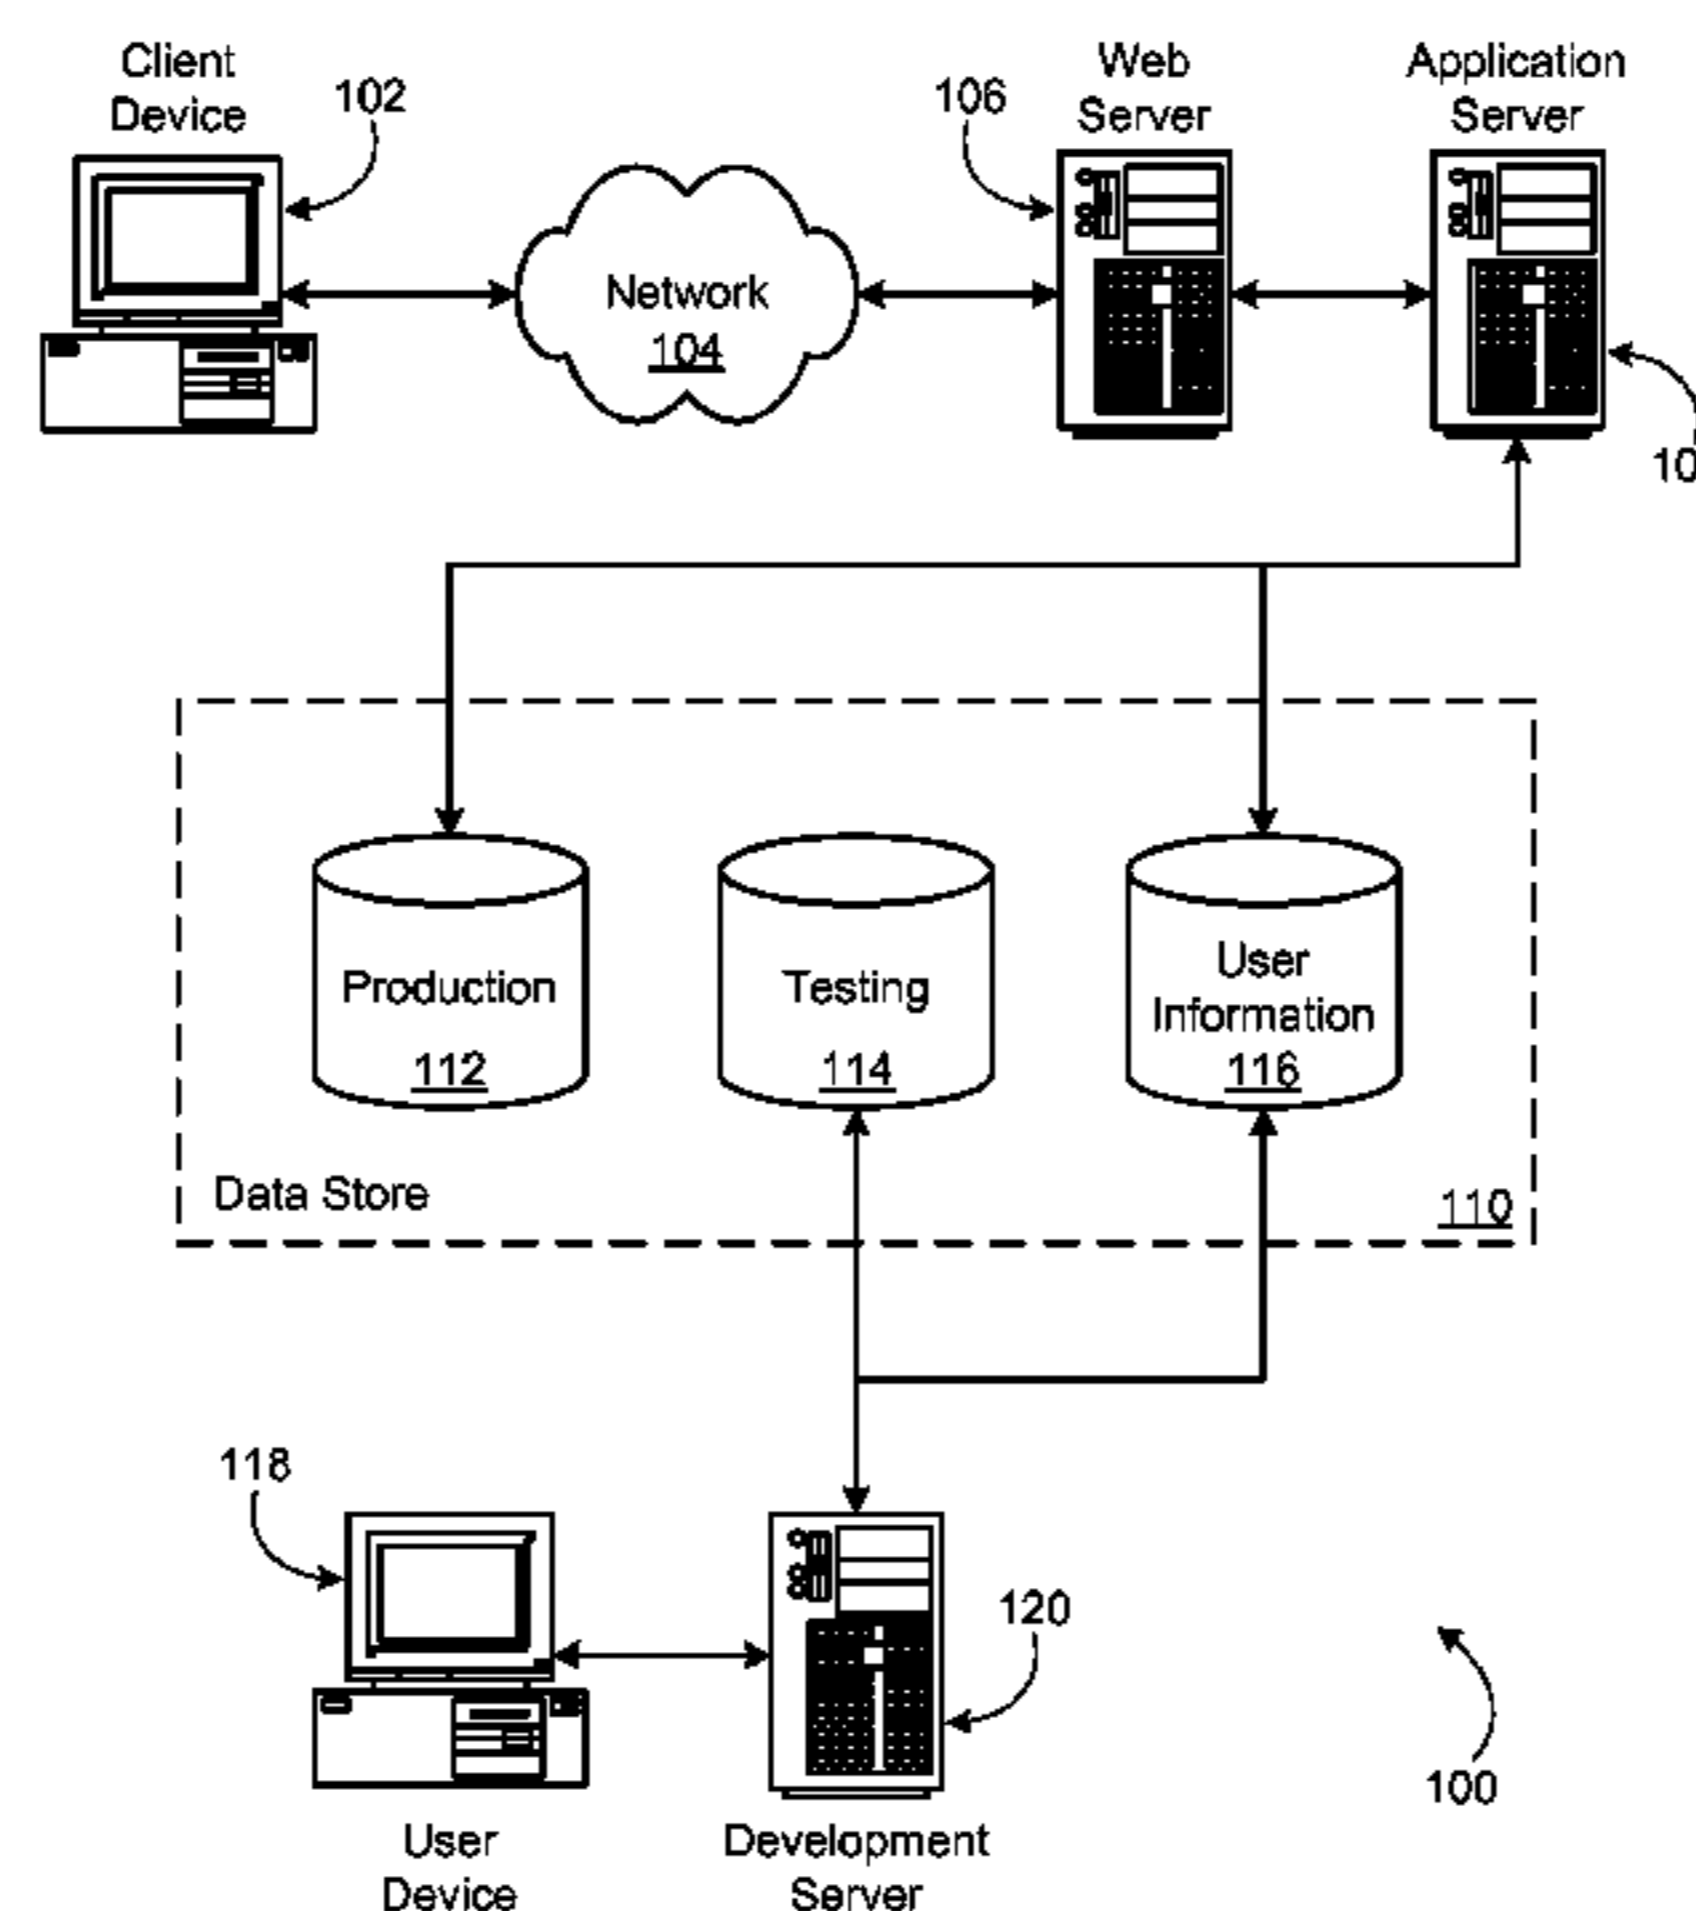 Client
Device
102
106
Web
Server
Application
Server
Network
104
10
Production
112
Testing
114
User
Information
116
Data Store
110
118
120
100
User
Device
Development
Server